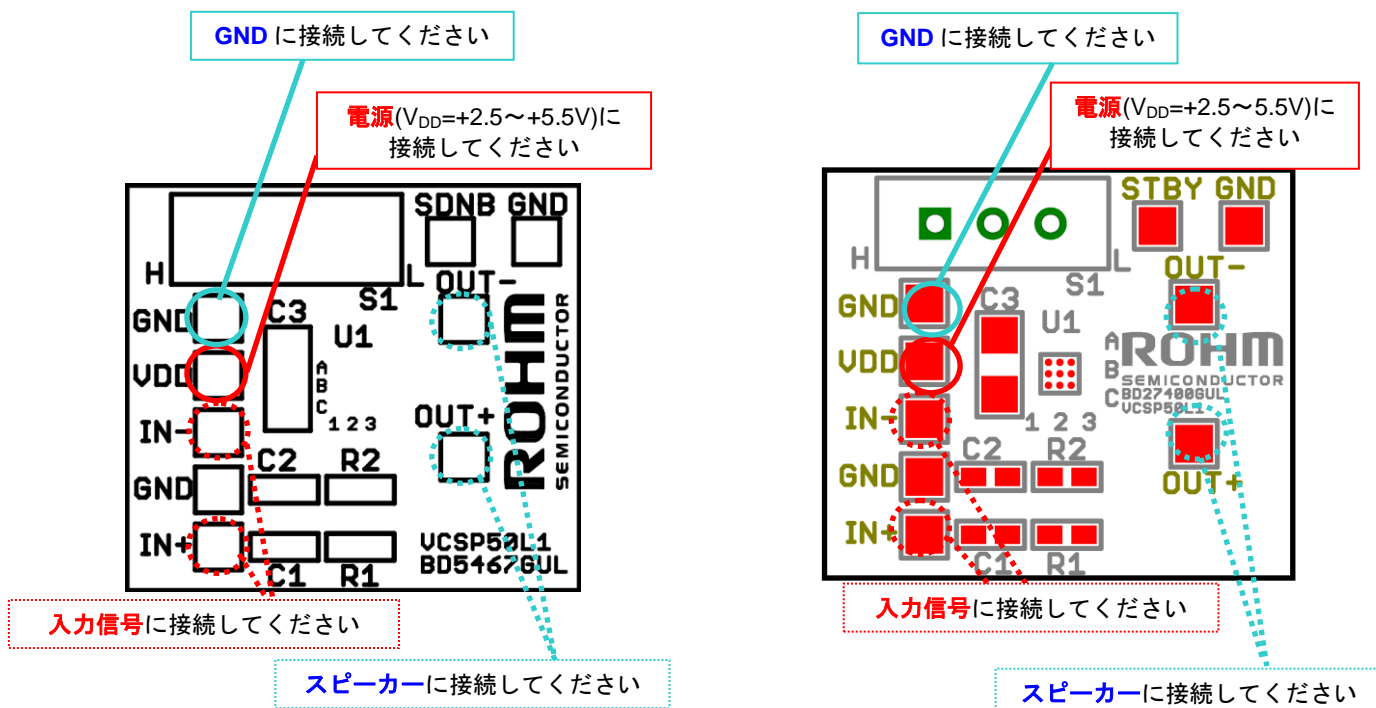 GND に接続してください
電源(VDD=+2.5～+5.5V)に
接続してください
SDNB GND
H
L
S1
OUT-
GND
C3
U1
VDD
A
B
C
1 2 3
IN-
OUT+
ROHM
SEMICONDUCTOR
C2
R2
GND
IN+
C1
R1
VCSP50L1
BD5467GUL
入力信号に接続してください
スピーカーに接続してください
GND に接続してください
電源(VDD=+2.5～5.5V)に
接続してください
STBY GND
H
L
S1
OUT-
GND
C3
U1
VDD
A
B
C
ROHM
SEMICONDUCTOR
BD27400GUL
VCSP50L1
1 2 3
IN-
C2
R2
GND
OUT+
IN+
C1
R1
入力信号に接続してください
スピーカーに接続してください